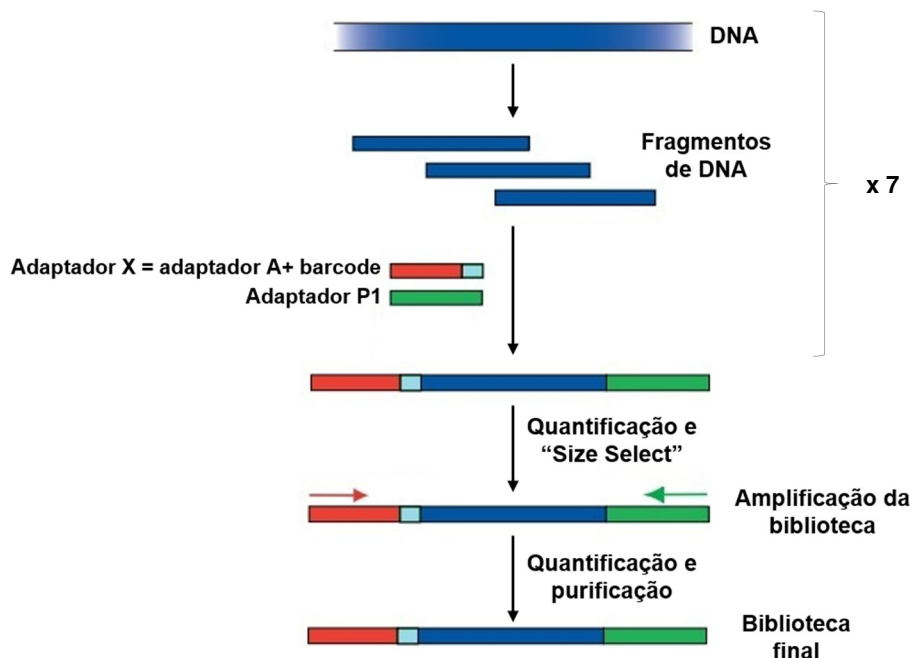 DNA
Fragmentos
de DNA
x 7
Adaptador X = adaptador A+ barcode
Adaptador P1
Quantificação e
“Size Select”
Amplificação da
biblioteca
Quantificação e
purificação
Biblioteca
final